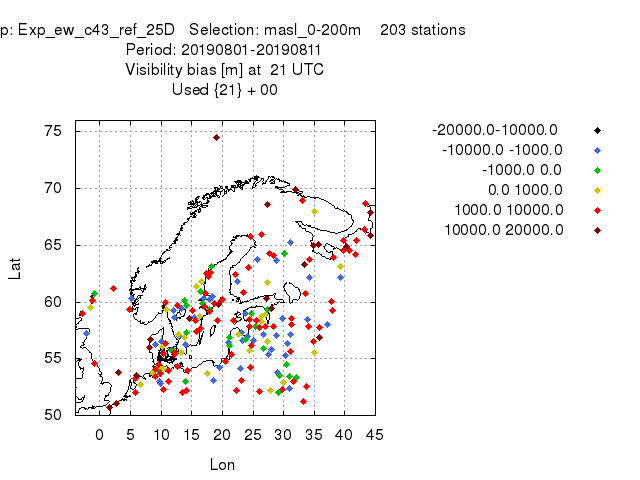 p: Exp_ew_c43_ref_25D   Selection: masl_0-200m    203 stations
Period: 20190801-20190811
Visibility bias [m] at  21 UTC
Used {21} + 00
-20000.0-10000.0
-10000.0 -1000.0
-1000.0 0.0
0.0 1000.0
1000.0 10000.0
10000.0 20000.0
75
70
65
60
55
50
Lat
0 5 10 15 20 25 30 35 40 45
Lon